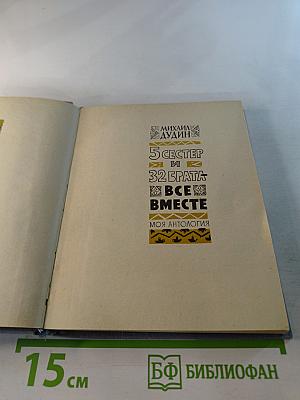 МИХАИЛ
ДУДИН
5 СЕСТЕР
И
32 БРАТА
ВСЕ
ВМЕСТЕ
МОЯ АНТОЛОГИЯ
15 см
БФ БИБЛИОФАН